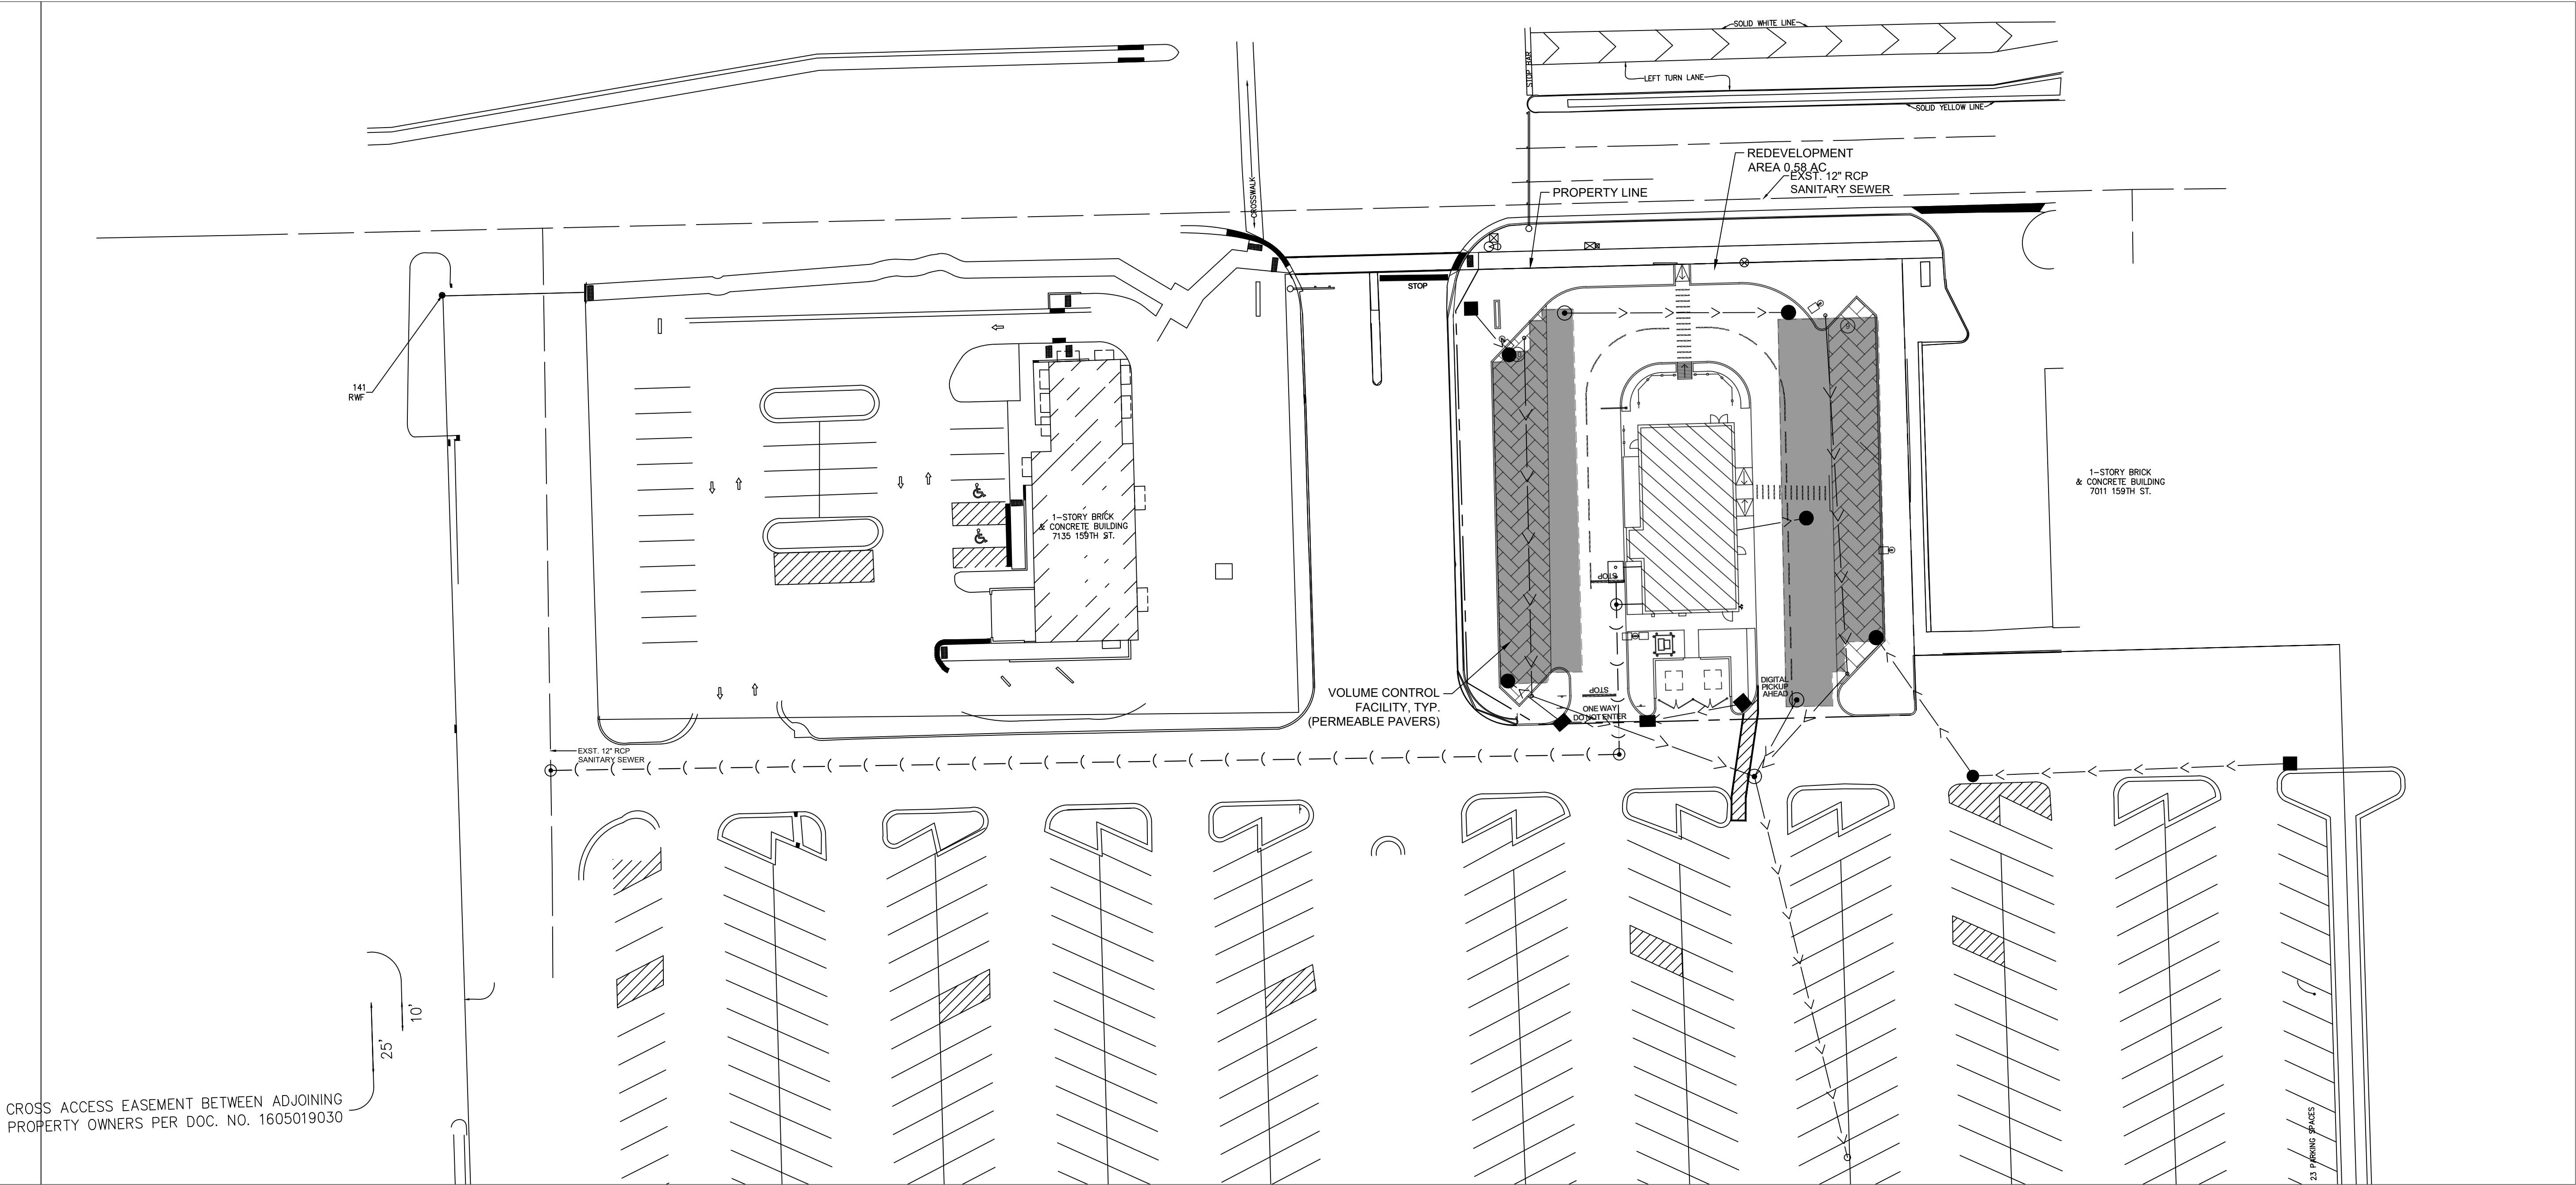 SOLID WHITE LINE
STOP BAR
LEFT TURN LANE
SOLID YELLOW LINE
REDEVELOPMENT
AREA 0.58 AC
EXST. 12" RCP
SANITARY SEWER
PROPERTY LINE
CROSSWALK
STOP
141
RWF
9
1-STORY BRICK
& CONCRETE BUILDING
7011 159TH ST.
1-STORY BRICK
& CONCRETE BUILDING
7135 159TH ST.
STOP
VOLUME CONTROL
FACILITY, TYP.
(PERMEABLE PAVERS)
STOP
DIGITAL
PICKUP
AHEAD
ONE WAY
DO NOT ENTER
EXST. 12" RCP
SANITARY SEWER
10'
25'
CROSS ACCESS EASEMENT BETWEEN ADJOINING
PROPERTY OWNERS PER DOC. NO. 1605019030
23 PARKING SPACES